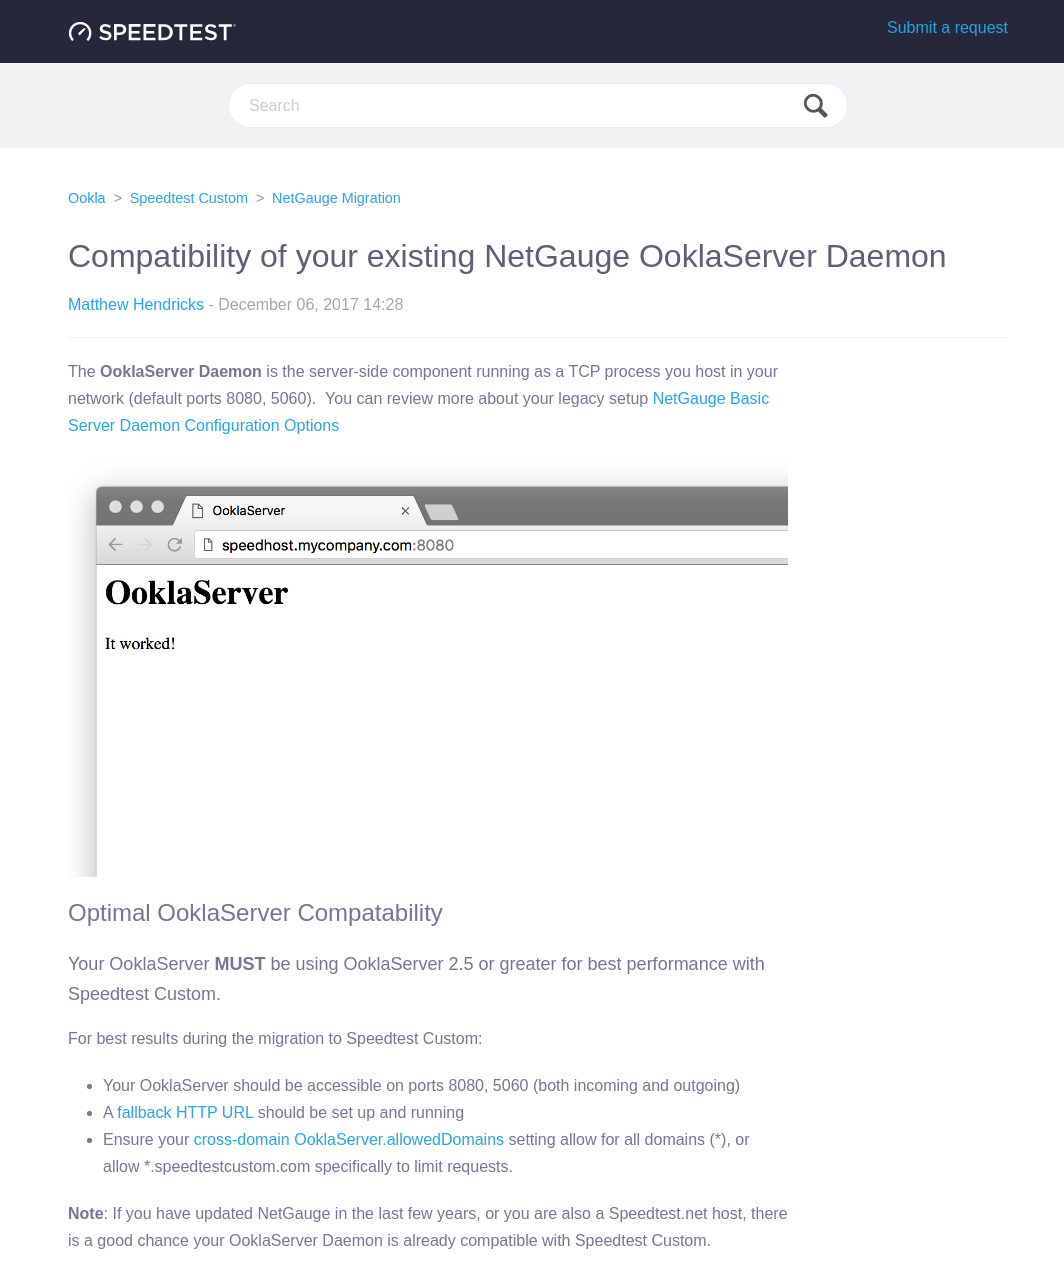 SPEEDTEST
Submit a request
Search
Ookla > Speedtest Custom > NetGauge Migration
Compatibility of your existing NetGauge OoklaServer Daemon
Matthew Hendricks - December 06, 2017 14:28
The OoklaServer Daemon is the server-side component running as a TCP process you host in your
network (default ports 8080, 5060).  You can review more about your legacy setup NetGauge Basic
Server Daemon Configuration Options
OoklaServer
speedhost.mycompany.com:8080
OoklaServer
It worked!
Optimal OoklaServer Compatability
Your OoklaServer MUST be using OoklaServer 2.5 or greater for best performance with
Speedtest Custom.
For best results during the migration to Speedtest Custom:
• Your OoklaServer should be accessible on ports 8080, 5060 (both incoming and outgoing)
• A fallback HTTP URL should be set up and running
• Ensure your cross-domain OoklaServer.allowedDomains setting allow for all domains (*), or
allow *.speedtestcustom.com specifically to limit requests.
Note: If you have updated NetGauge in the last few years, or you are also a Speedtest.net host, there
is a good chance your OoklaServer Daemon is already compatible with Speedtest Custom.